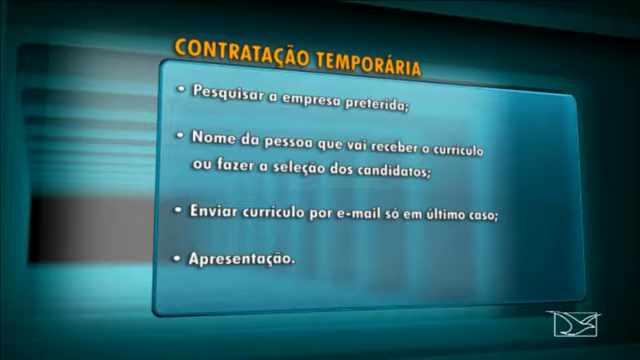 CONTRATAÇÃO TEMPORÁRIA
• Pesquisar a empresa preterida;
• Nome da pessoa que vai receber o currículo
ou fazer a seleção dos candidatos;
• Enviar currículo por e-mail só em último caso;
• Apresentação.